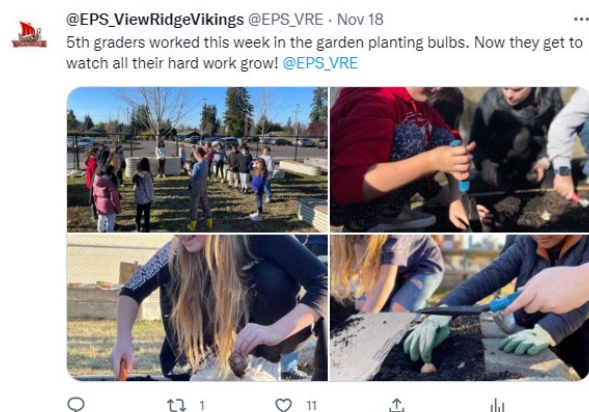 @EPS_ViewRidgeVikings @EPS_VRE · Nov 18
5th graders worked this week in the garden planting bulbs. Now they get to
watch all their hard work grow! @EPS_VRE
1
11